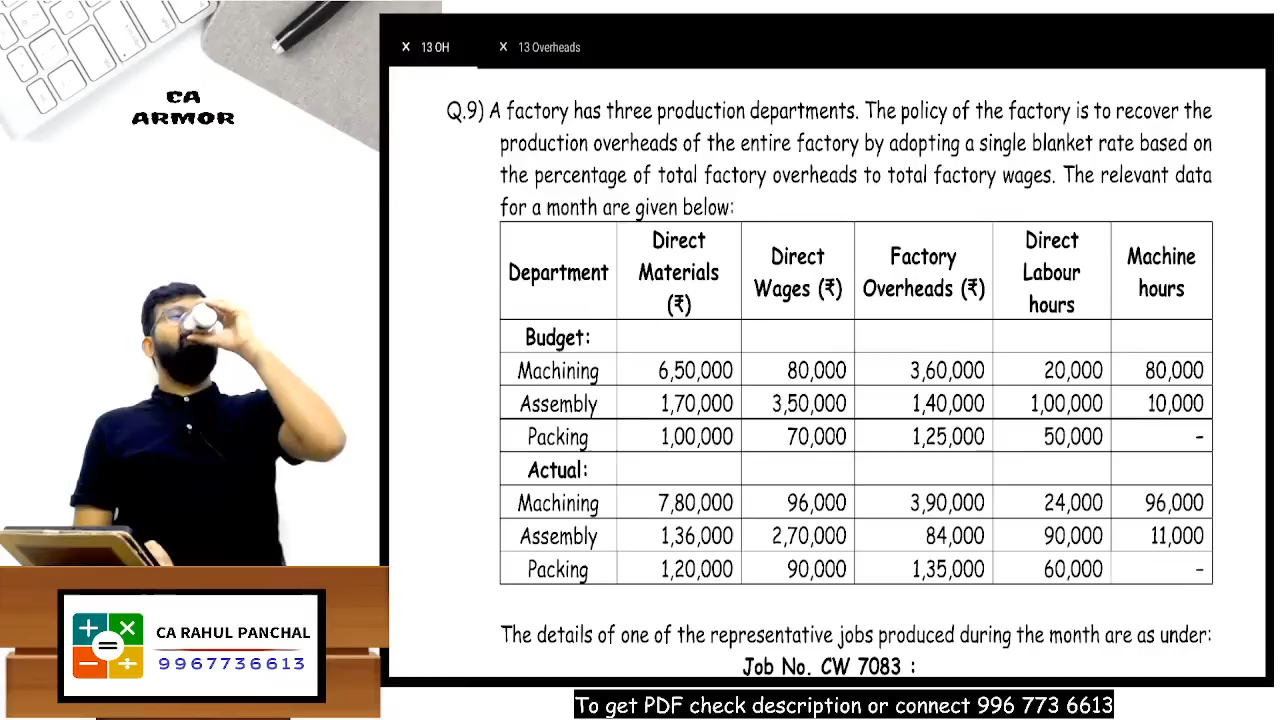 CA
ARMOR
× 13 OH × 13 Overheads
Q.9) A factory has three production departments. The policy of the factory is to recover the
production overheads of the entire factory by adopting a single blanket rate based on
the percentage of total factory overheads to total factory wages. The relevant data
for a month are given below:
Department Direct Materials (₹) Direct Wages (₹) Factory Overheads (₹) Direct Labour hours Machine hours
Budget:
Machining 6,50,000 80,000 3,60,000 20,000 80,000
Assembly 1,70,000 3,50,000 1,40,000 1,00,000 10,000
Packing 1,00,000 70,000 1,25,000 50,000 -
Actual:
Machining 7,80,000 96,000 3,90,000 24,000 96,000
Assembly 1,36,000 2,70,000 84,000 90,000 11,000
Packing 1,20,000 90,000 1,35,000 60,000 -
The details of one of the representative jobs produced during the month are as under:
Job No. CW 7083 :
CA RAHUL PANCHAL
9967736613
To get PDF check description or connect 996 773 6613